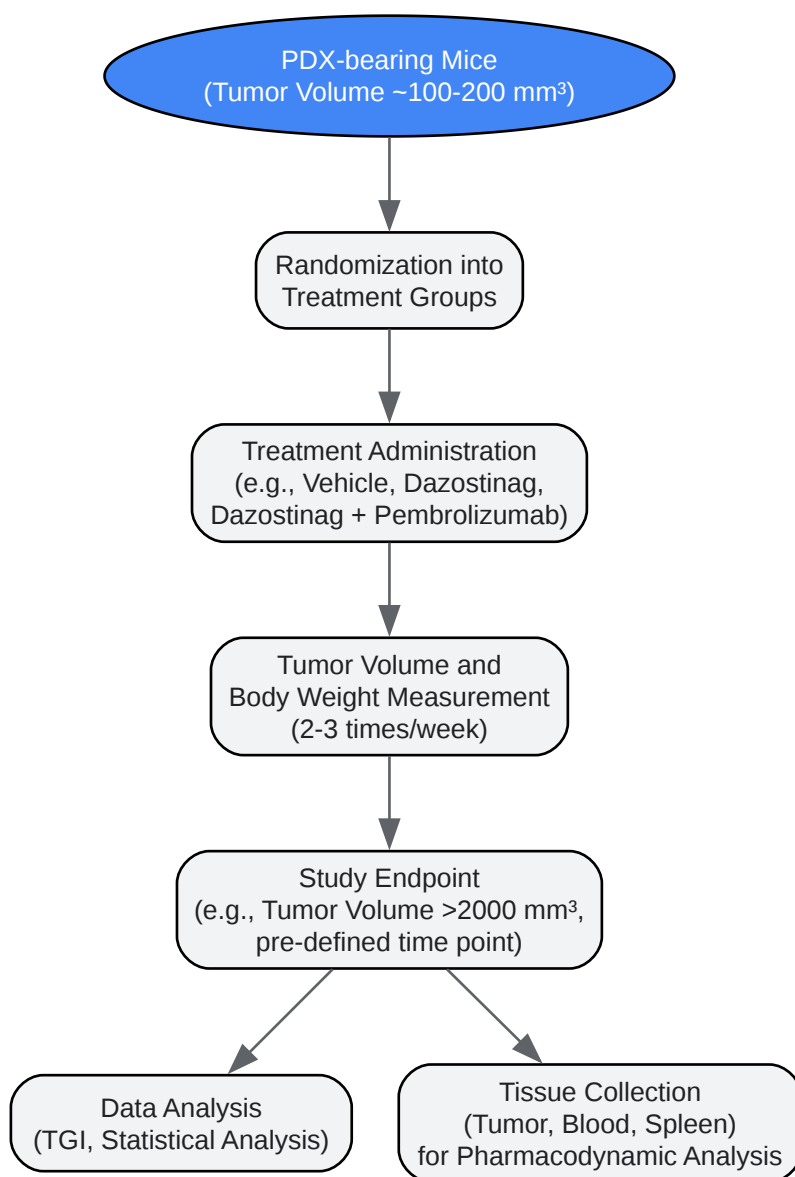 PDX-bearing Mice
(Tumor Volume ~100-200 mm³)
Randomization into
Treatment Groups
Treatment Administration
(e.g., Vehicle, Dazostinag,
Dazostinag + Pembrolizumab)
Tumor Volume and
Body Weight Measurement
(2-3 times/week)
Study Endpoint
(e.g., Tumor Volume >2000 mm³,
pre-defined time point)
Data Analysis
(TGI, Statistical Analysis)
Tissue Collection
(Tumor, Blood, Spleen)
for Pharmacodynamic Analysis